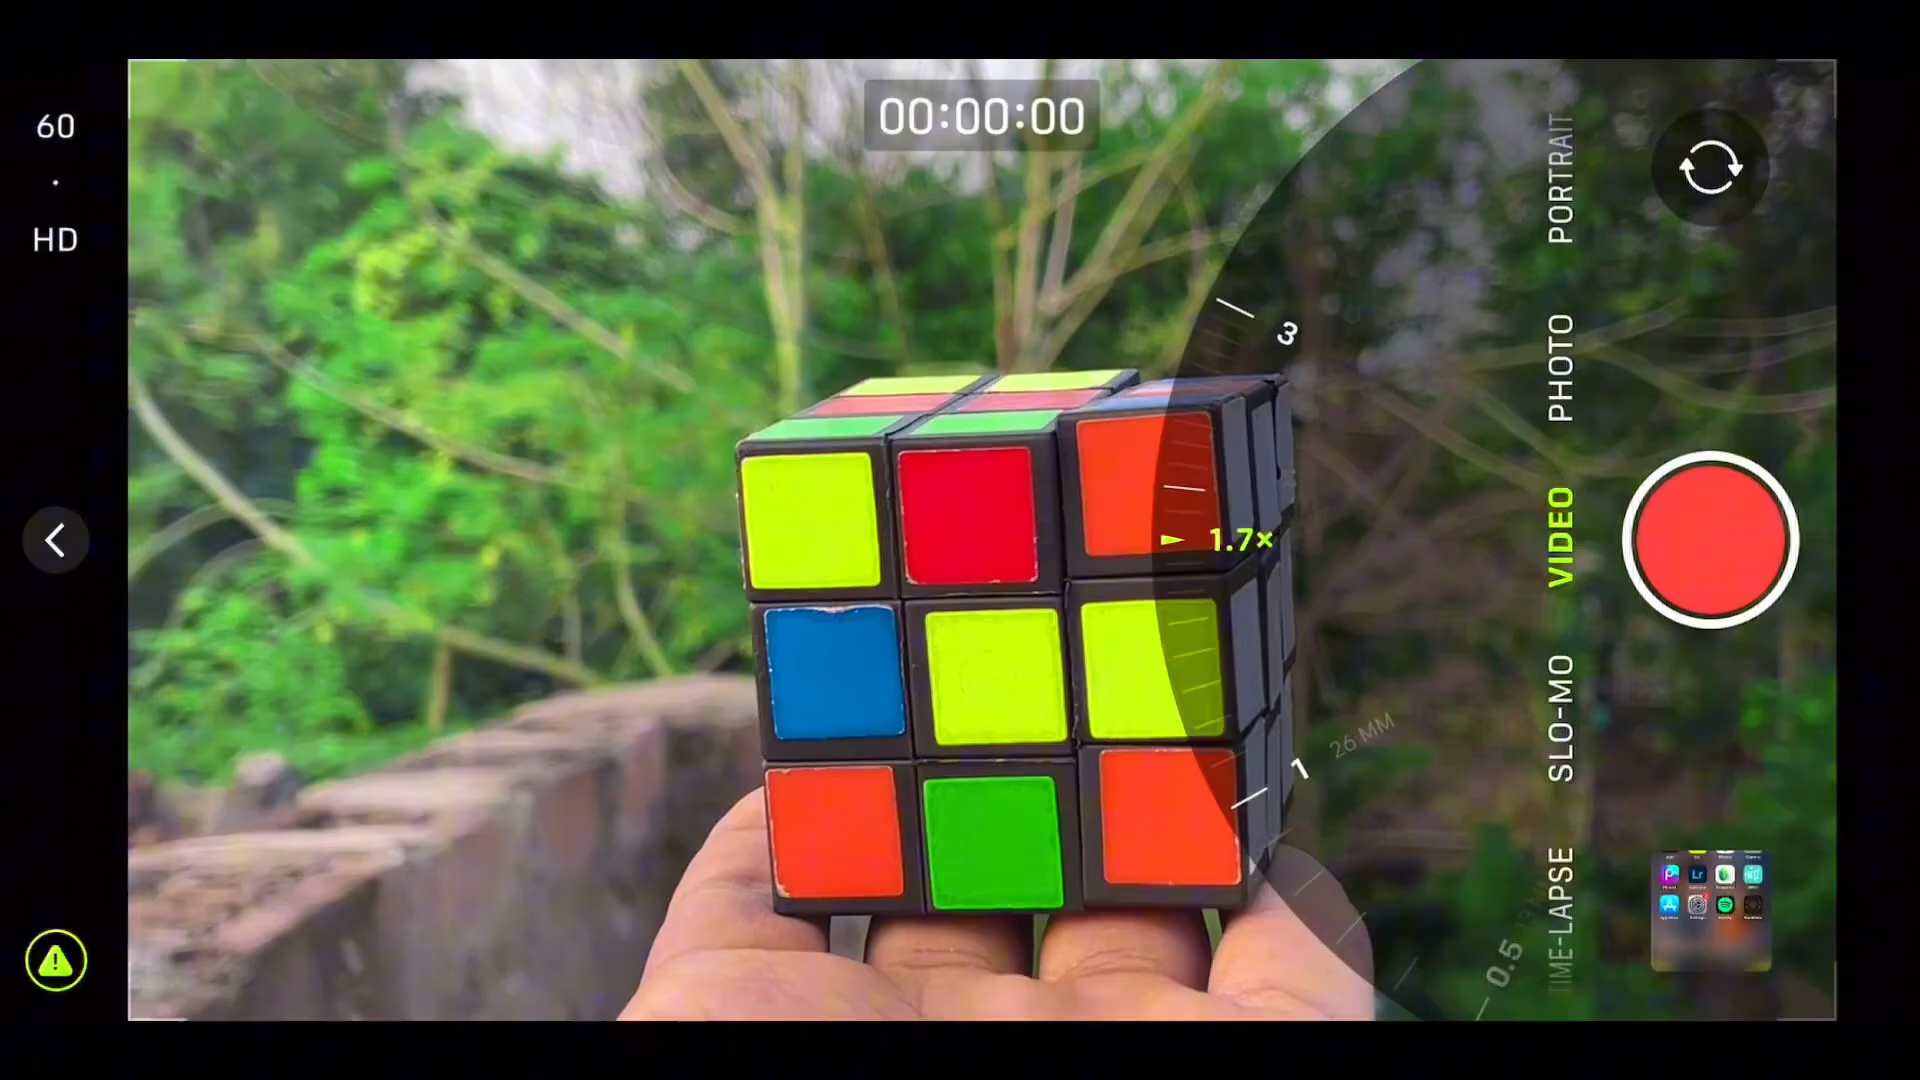 60
·
HD
00:00:00
3
1.7×
1
26 MM
0.5
PORTRAIT
PHOTO
VIDEO
SLO-MO
TIME-LAPSE
Lr